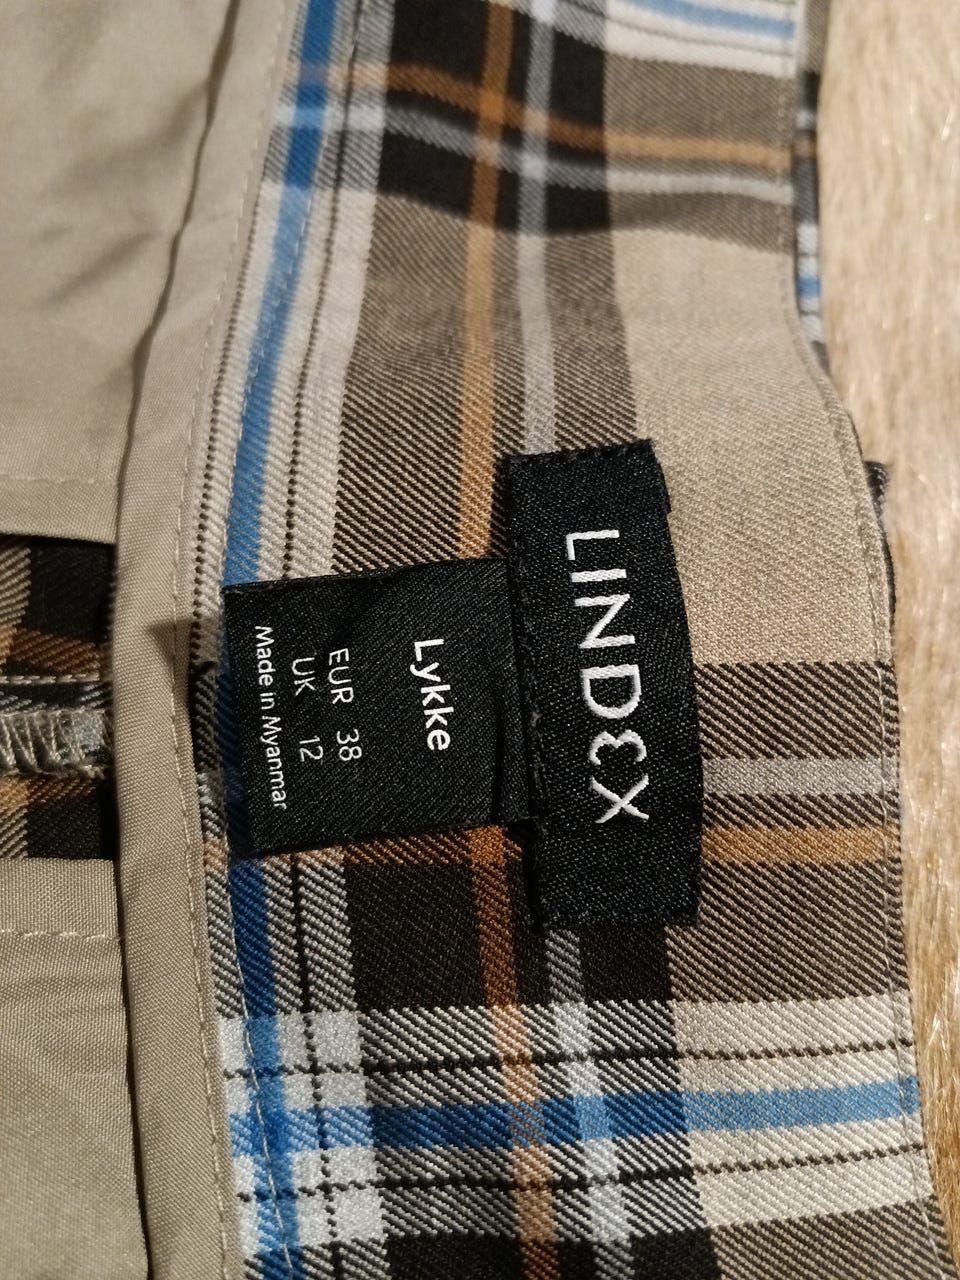 LINDEX
Lykke
EUR 38
UK 12
Made in Myanmar